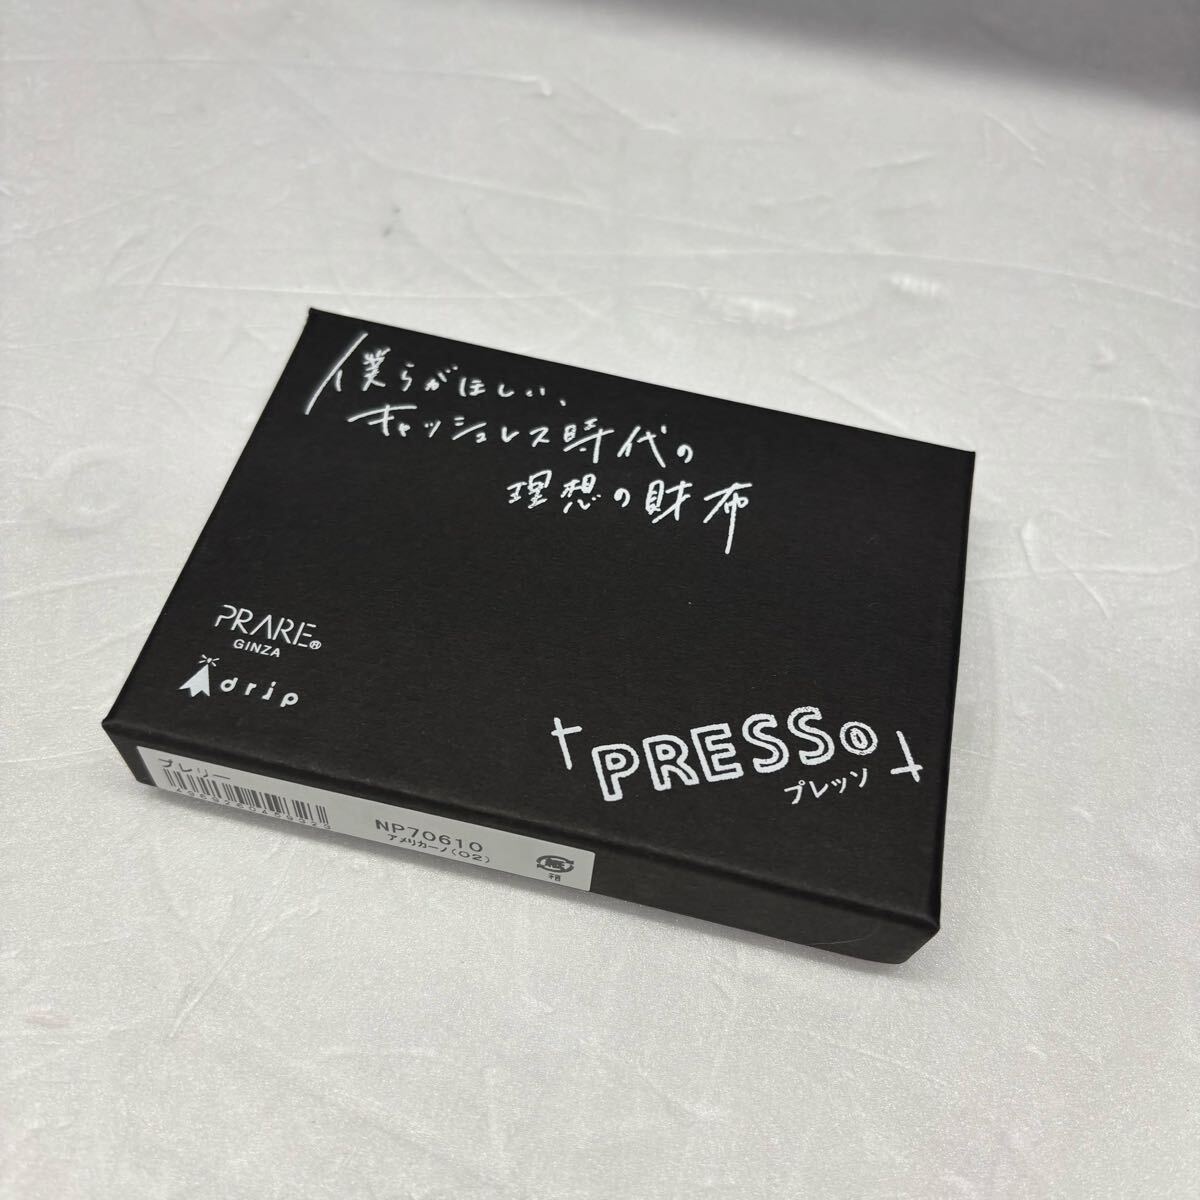 僕らがほしい、
キャッシュレス時代の
理想の財布
PRARE®
GINZA
drip
PRESSO
プレッソ
プレリー
NP70610
アメリカーノ(02)